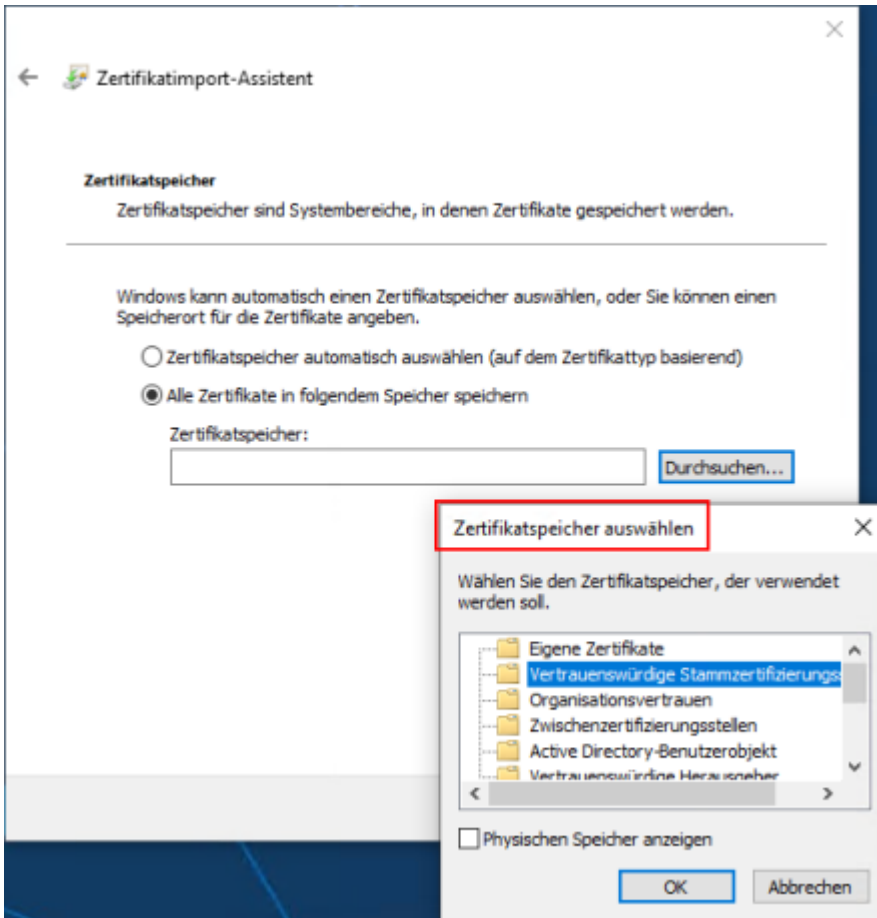 Zertifikatimport-Assistent
Zertifikatspeicher
Zertifikatspeicher sind Systembereiche, in denen Zertifikate gespeichert werden.
Windows kann automatisch einen Zertifikatspeicher auswählen, oder Sie können einen
Speicherort für die Zertifikate angeben.
Zertifikatspeicher automatisch auswählen (auf dem Zertifikattyp basierend)
Alle Zertifikate in folgendem Speicher speichern
Zertifikatspeicher:
Durchsuchen...
Zertifikatspeicher auswählen
Wählen Sie den Zertifikatspeicher, der verwendet
werden soll.
Eigene Zertifikate
Vertrauenswürdige Stammzertifizierungs
Organisationsvertrauen
Zwischenzertifizierungsstellen
Active Directory-Benutzerobjekt
Vertrauenswürdige Herausgeber
Physischen Speicher anzeigen
OK
Abbrechen